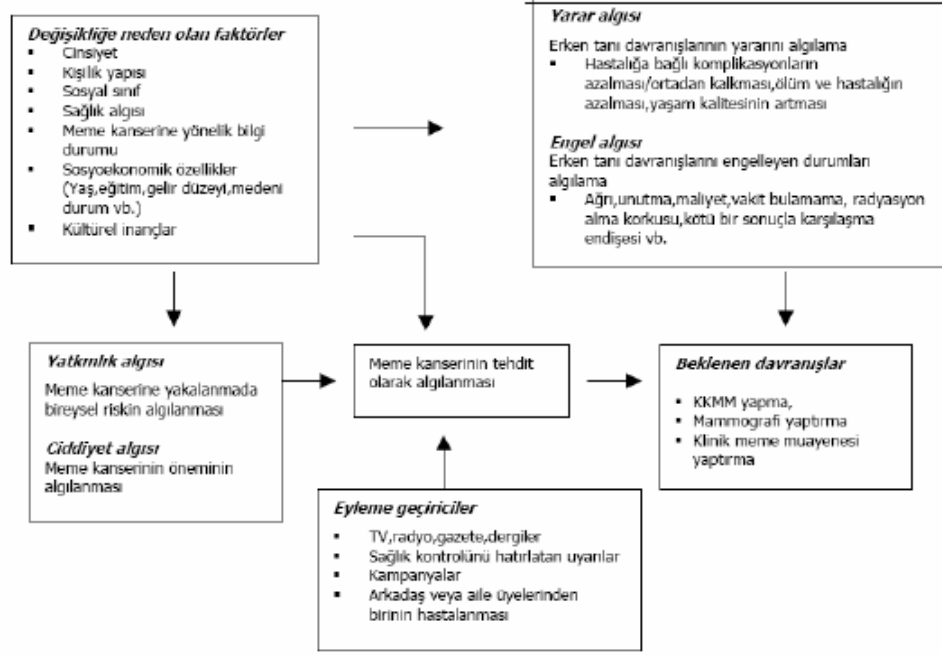 Değişikliğe neden olan faktörler
▪ Cinsiyet
▪ Kişilik yapısı
▪ Sosyal sınıf
▪ Sağlık algısı
▪ Meme kanserine yönelik bilgi
durumu
▪ Sosyoekonomik özellikler
(Yaş,eğitim,gelir düzeyi,medeni
durum vb.)
▪ Kültürel inançlar
Yarar algısı
Erken tanı davranışlarının yararını algılama
▪ Hastalığa bağlı komplikasyonların
azalması/ortadan kalkması,ölüm ve hastalığın
azalması,yaşam kalitesinin artması
Engel algısı
Erken tanı davranışlarını engelleyen durumları
algılama
▪ Ağrı,unutma,maliyet,vakit bulamama, radyasyon
alma korkusu,kötü bir sonuçla karşılaşma
endişesi vb.
Yatkınlık algısı
Meme kanserine yakalanmada
bireysel riskin algılanması
Ciddiyet algısı
Meme kanserinin öneminin
algılanması
Meme kanserinin tehdit
olarak algılanması
Beklenen davranışlar
▪ KKMM yapma,
▪ Mammografi yaptırma
▪ Klinik meme muayenesi
yaptırma
Eyleme geçiriciler
▪ TV,radyo,gazete,dergiler
▪ Sağlık kontrolünü hatırlatan uyarılar
▪ Kampanyalar
▪ Arkadaş veya aile üyelerinden
birinin hastalanması